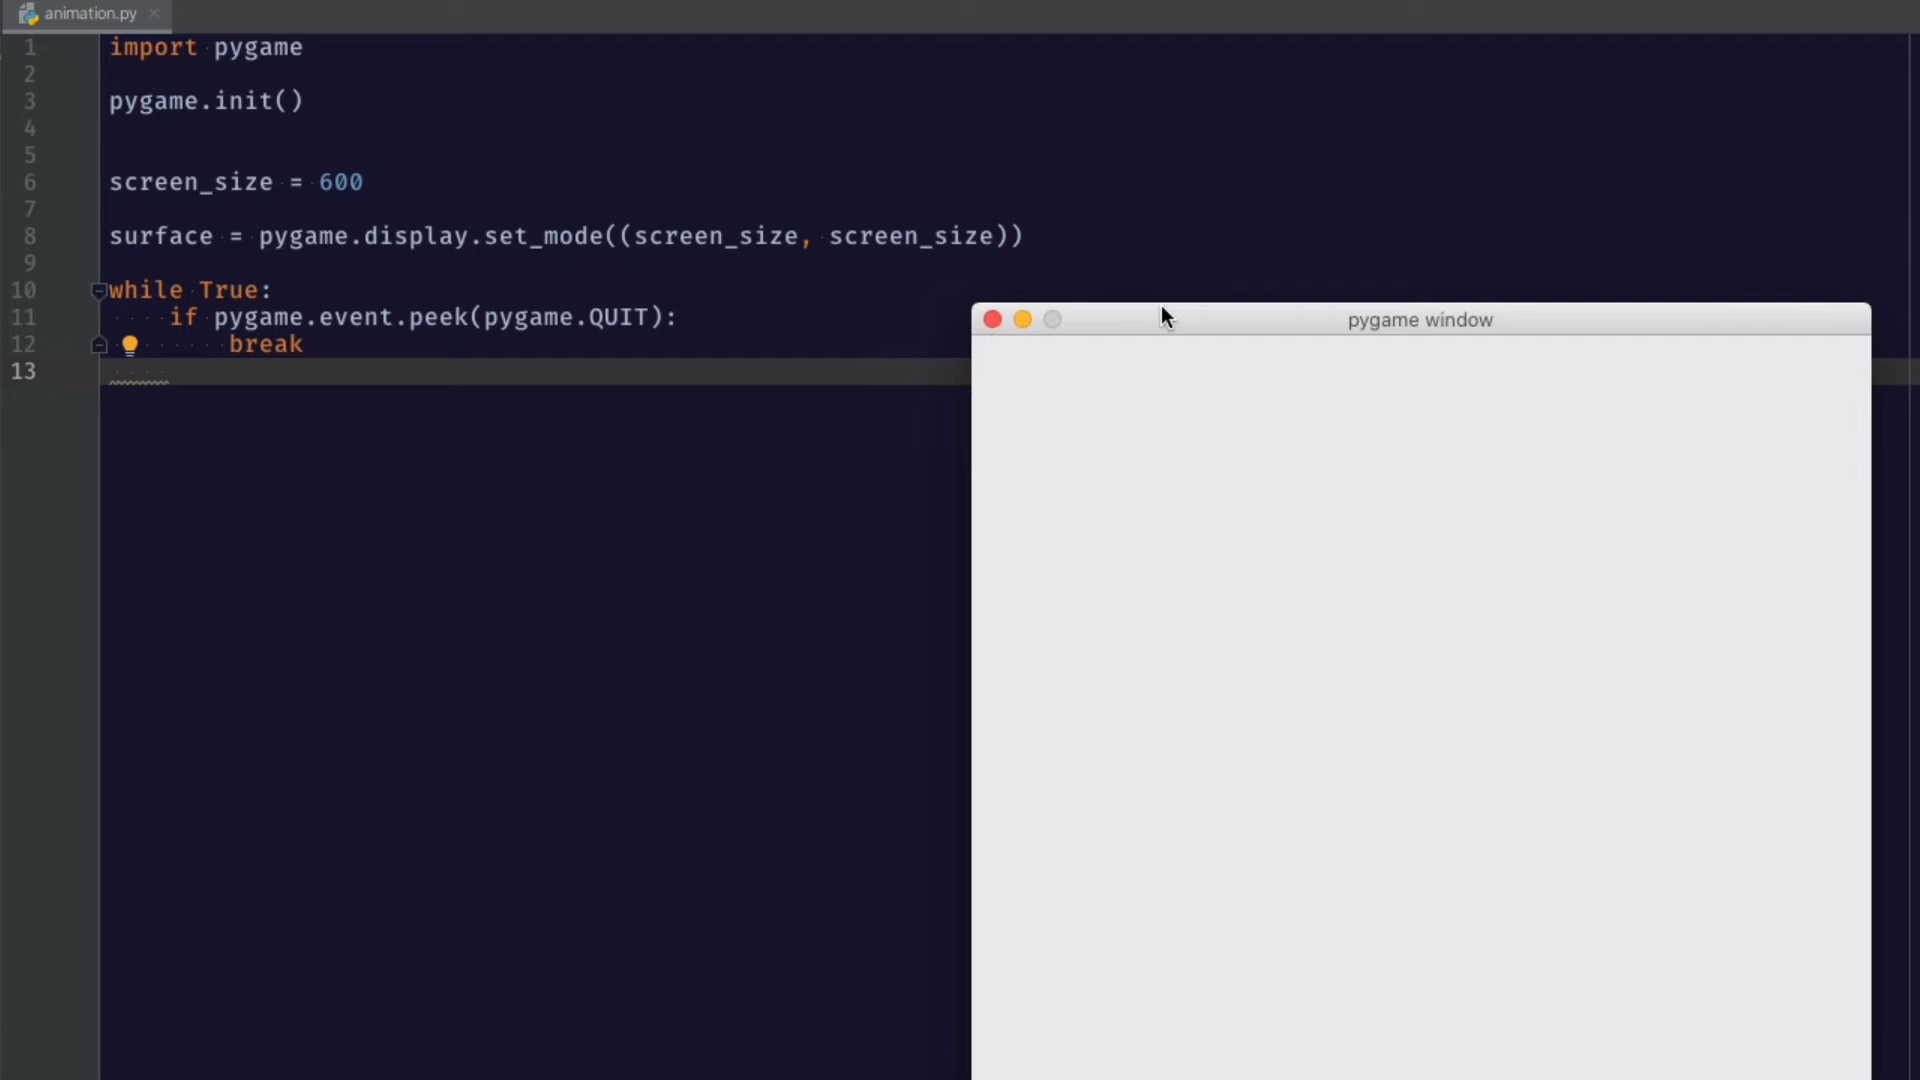 animation.py
1 import pygame
2
3 pygame.init()
4
5
6 screen_size = 600
7
8 surface = pygame.display.set_mode((screen_size, screen_size))
9
10 while True:
11 if pygame.event.peek(pygame.QUIT):
12 break
13
pygame window